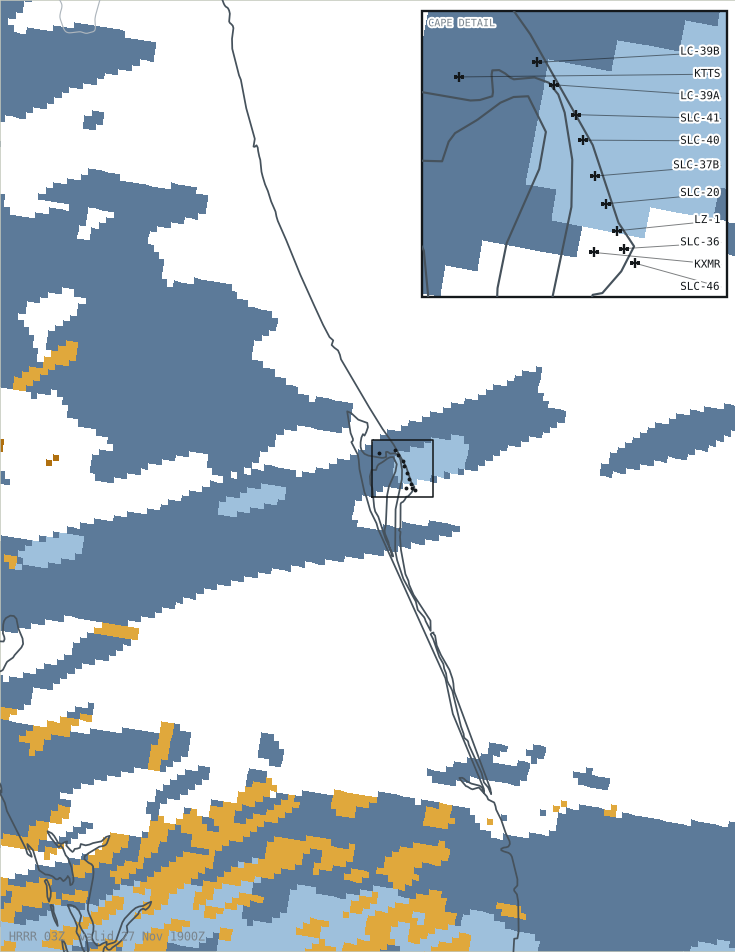 CAPE DETAIL
LC-39B
KTTS
LC-39A
SLC-41
SLC-40
SLC-37B
SLC-20
LZ-1
SLC-36
KXMR
SLC-46
HRRR 03Z valid 27 Nov 1900Z